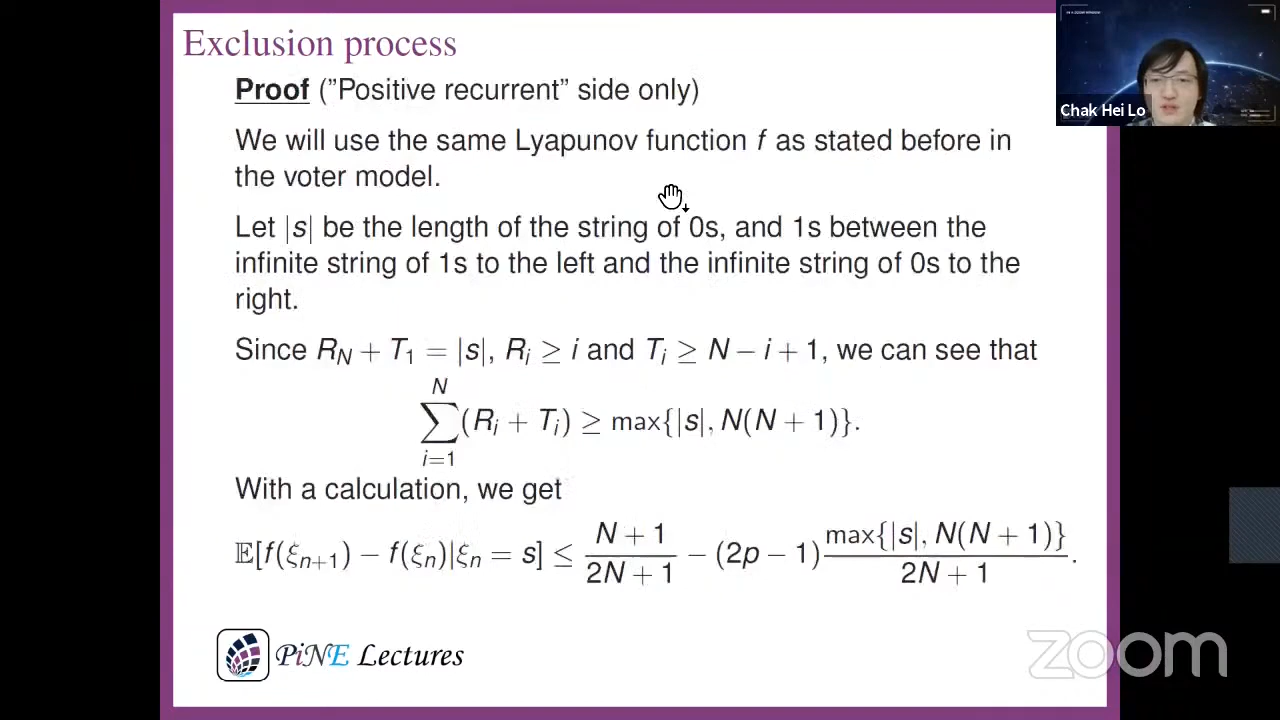 Exclusion process
Proof ("Positive recurrent" side only)
We will use the same Lyapunov function f as stated before in
the voter model.
Let |s| be the length of the string of 0s, and 1s between the
infinite string of 1s to the left and the infinite string of 0s to the
right.
Since R_N + T_1 = |s|, R_i ≥ i and T_i ≥ N − i + 1, we can see that
∑_{i=1}^{N} (R_i + T_i) ≥ max{|s|, N(N + 1)}.
With a calculation, we get
𝔼[f(ξ_{n+1}) − f(ξ_n)|ξ_n = s] ≤ (N + 1)/(2N + 1) − (2p − 1) max{|s|, N(N + 1)}/(2N + 1).
PiNE Lectures
Chak Hei Lo
zoom